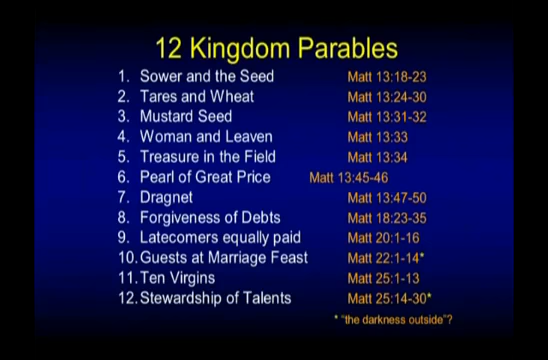 12 Kingdom Parables
1. Sower and the Seed Matt 13:18-23
2. Tares and Wheat Matt 13:24-30
3. Mustard Seed Matt 13:31-32
4. Woman and Leaven Matt 13:33
5. Treasure in the Field Matt 13:34
6. Pearl of Great Price Matt 13:45-46
7. Dragnet Matt 13:47-50
8. Forgiveness of Debts Matt 18:23-35
9. Latecomers equally paid Matt 20:1-16
10. Guests at Marriage Feast Matt 22:1-14*
11. Ten Virgins Matt 25:1-13
12. Stewardship of Talents Matt 25:14-30*
* "the darkness outside"?